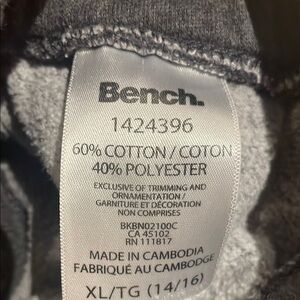 Bench.
1424396
60% COTTON / COTON
40% POLYESTER
EXCLUSIVE OF TRIMMING AND
ORNAMENTATION /
GARNITURE ET DÉCORATION
NON COMPRISES
BKBN02100C
CA 45102
RN 111817
MADE IN CAMBODIA
FABRIQUÉ AU CAMBODGE
XL/TG (14/16)